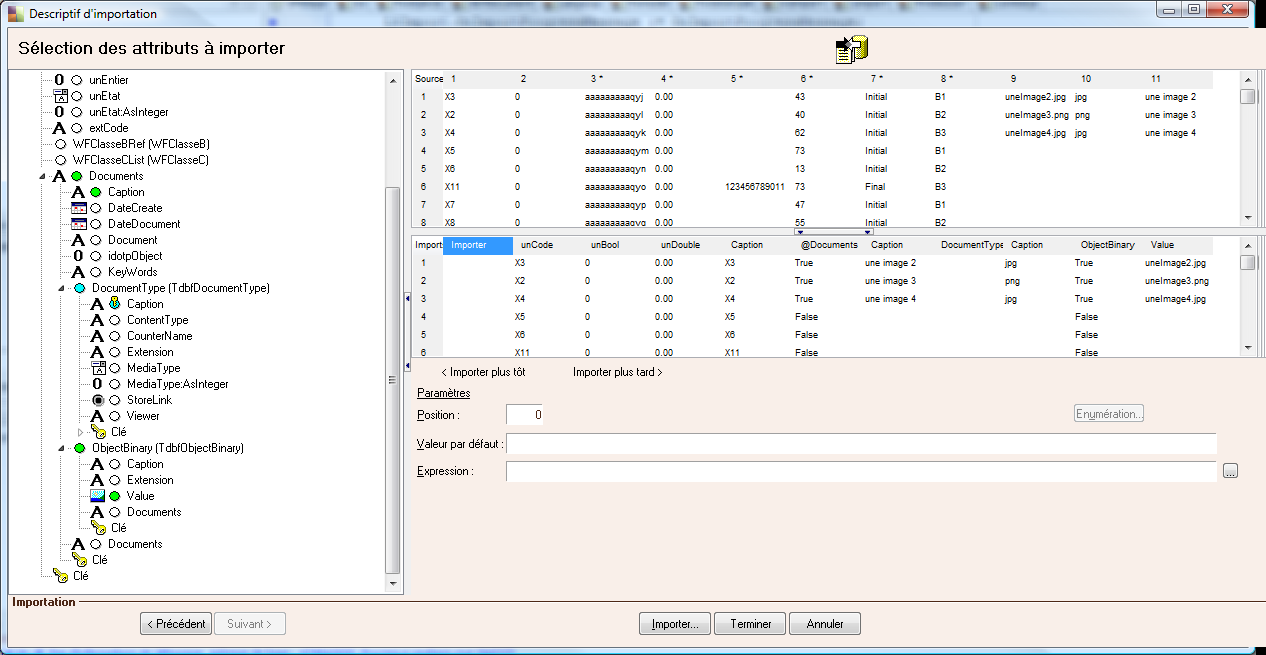 Descriptif d'importation
Sélection des attributs à importer
unEntier
unEtat
unEtat:AsInteger
extCode
WFClasseBRef (WFClasseB)
WFClasseCList (WFClasseC)
Documents
Caption
DateCreate
DateDocument
Document
idotpObject
KeyWords
DocumentType (TdbfDocumentType)
Caption
ContentType
CounterName
Extension
MediaType
MediaType:AsInteger
StoreLink
Viewer
Clé
ObjectBinary (TdbfObjectBinary)
Caption
Extension
Value
Documents
Clé
Documents
Clé
Clé
Source 1 2 3 * 4 * 5 * 6 * 7 * 8 * 9 10 11
1 X3 0 aaaaaaaaaqyj 0.00 43 Initial B1 uneImage2.jpg jpg une image 2
2 X2 0 aaaaaaaaaqyl 0.00 40 Initial B2 uneImage3.png png une image 3
3 X4 0 aaaaaaaaaqyk 0.00 62 Initial B3 uneImage4.jpg jpg une image 4
4 X5 0 aaaaaaaaaqym 0.00 73 Initial B1
5 X6 0 aaaaaaaaaqyn 0.00 13 Initial B2
6 X11 0 aaaaaaaaaqyo 0.00 123456789011 73 Final B3
7 X7 0 aaaaaaaaaqyp 0.00 47 Initial B1
8 X8 0 aaaaaaaaaqyq 0.00 55 Initial B2
Import: Importer unCode unBool unDouble Caption @Documents Caption DocumentType Caption ObjectBinary Value
1 X3 0 0.00 X3 True une image 2 jpg True uneImage2.jpg
2 X2 0 0.00 X2 True une image 3 png True uneImage3.png
3 X4 0 0.00 X4 True une image 4 jpg True uneImage4.jpg
4 X5 0 0.00 X5 False False
5 X6 0 0.00 X6 False False
6 X11 0 0.00 X11 False False
< Importer plus tôt Importer plus tard >
Paramètres
Position : 0 Enumération...
Valeur par défaut :
Expression : ...
Importation
< Précédent Suivant > Importer... Terminer Annuler